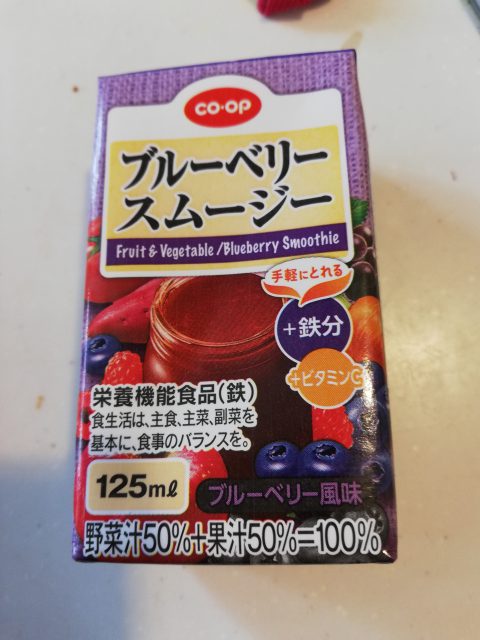 CO・OP
ブルーベリー
スムージー
Fruit & Vegetable /Blueberry Smoothie
手軽にとれる
+鉄分
+ビタミンC
栄養機能食品(鉄)
食生活は、主食、主菜、副菜を
基本に、食事のバランスを。
125ml
ブルーベリー風味
野菜汁50%+果汁50%=100%